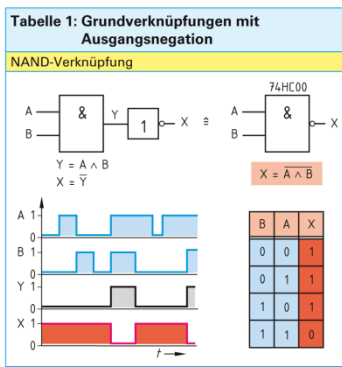 Tabelle 1: Grundverknüpfungen mit
Ausgangsnegation
NAND-Verknüpfung
74HC00
A
B
&
Y
1
X
≙
A
B
&
X
Y = A ∧ B
X = Y̅
X = A̅ ̅∧̅ ̅B̅
A 1
0
B 1
0
Y 1
0
X 1
0
t
B A X
0 0 1
0 1 1
1 0 1
1 1 0